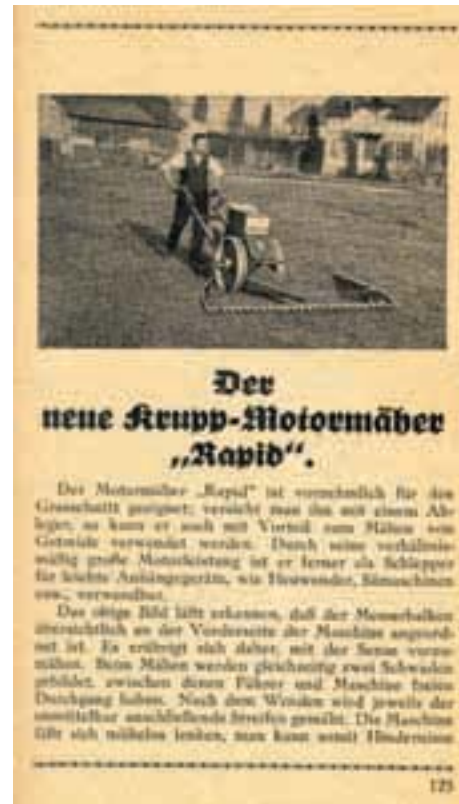 Der
neue Krupp-Motormäher
„Rapid“.
Der Motormäher „Rapid“ ist vornehmlich für den
Grasschnitt geeignet; versieht man ihn mit einem Ab-
leger, so kann er auch mit Vorteil zum Mähen von
Getreide verwendet werden. Durch seine verhältnis-
mäßig große Motorleistung ist er ferner als Schlepper
für leichte Anhängegeräte, wie Heuwender, Sämaschinen
usw., verwendbar.
Das obige Bild läßt erkennen, daß der Messerbalken
übersichtlich an der Vorderseite der Maschine angeord-
net ist. Es erübrigt sich daher, mit der Sense vorzu-
mähen. Beim Mähen werden gleichzeitig zwei Schwaden
gebildet, zwischen denen Führer und Maschine freien
Durchgang haben. Nach dem Wenden wird jeweils der
unmittelbar anschließende Streifen gemäht. Die Maschine
läßt sich mühelos lenken, man kann somit Hindernisse
125